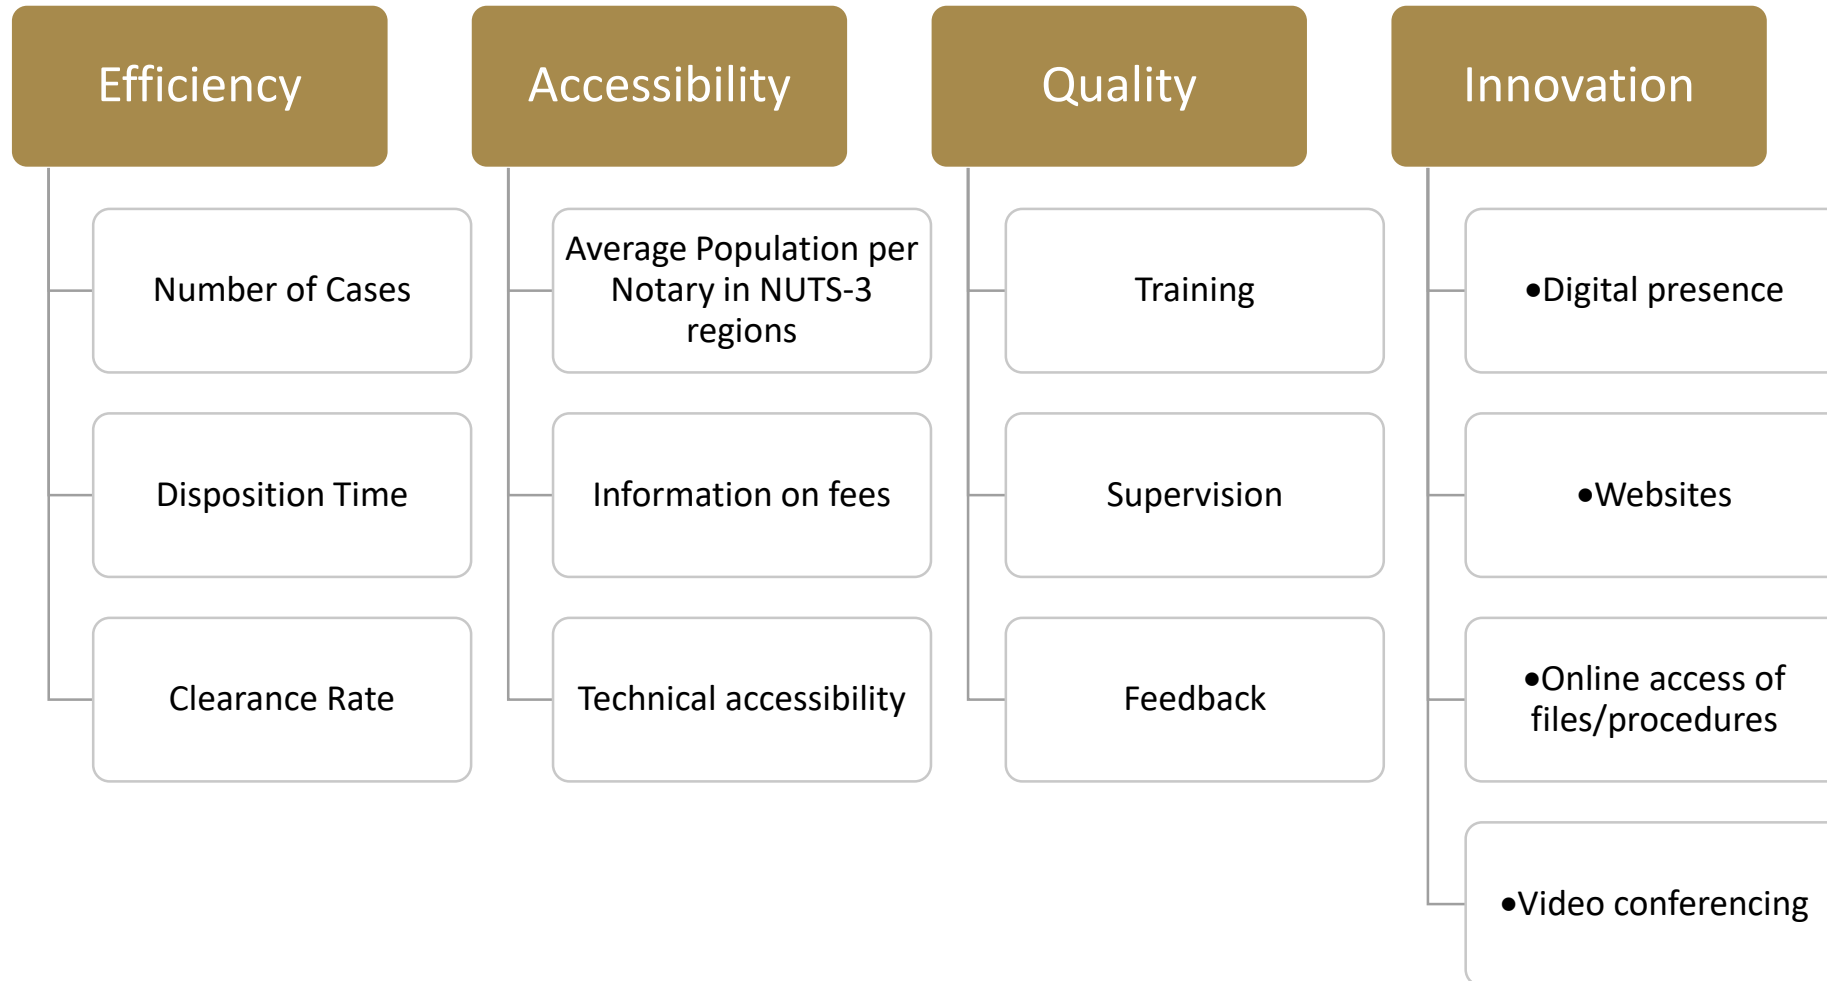 Efficiency
Number of Cases
Disposition Time
Clearance Rate
Accessibility
Average Population per
Notary in NUTS-3
regions
Information on fees
Technical accessibility
Quality
Training
Supervision
Feedback
Innovation
•Digital presence
•Websites
•Online access of
files/procedures
•Video conferencing